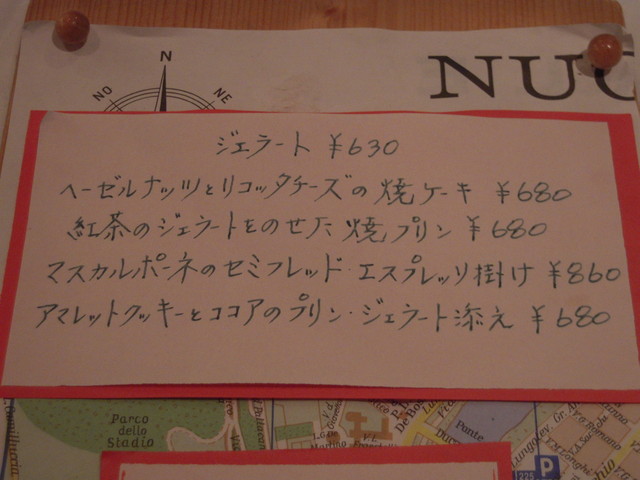 N
NO
NE
NUO
ジェラート ¥630
ヘーゼルナッツとリコッタチーズの焼ケーキ ¥680
紅茶のジェラートをのせた 焼プリン ¥680
マスカルポーネのセミフレッド・エスプレッソ掛け ¥860
アマレットクッキーとココアのプリン・ジェラート添え ¥680
Parco
dello
Stadio
Ponte
P
225